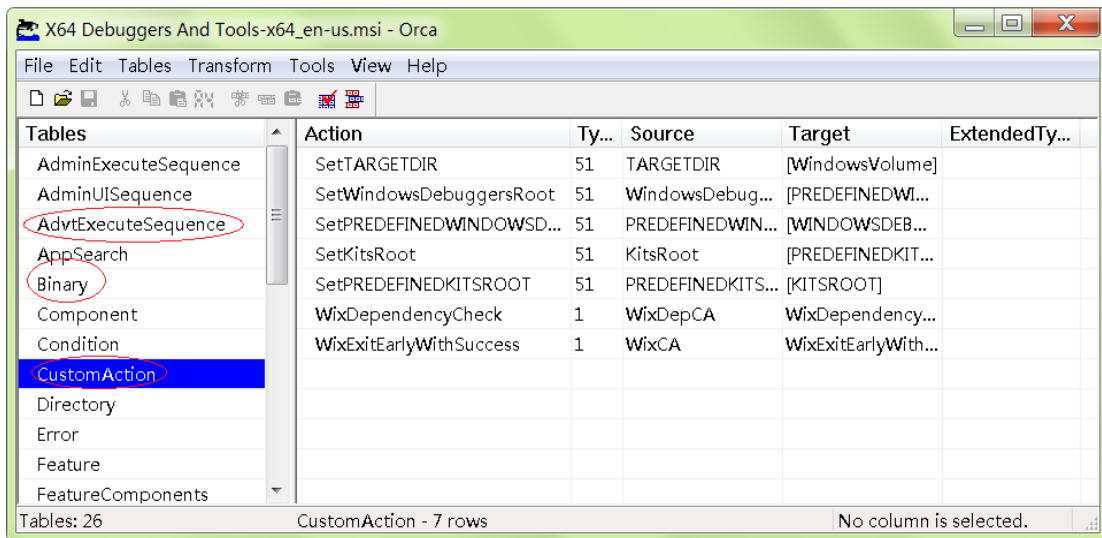 X64 Debuggers And Tools-x64_en-us.msi - Orca
File Edit Tables Transform Tools View Help
Tables
AdminExecuteSequence
AdminUISequence
AdvtExecuteSequence
AppSearch
Binary
Component
Condition
CustomAction
Directory
Error
Feature
FeatureComponents
Action Ty... Source Target ExtendedTy...
SetTARGETDIR 51 TARGETDIR [WindowsVolume]
SetWindowsDebuggersRoot 51 WindowsDebug... [PREDEFINEDWI...
SetPREDEFINEDWINDOWSD... 51 PREDEFINEDWIN... [WINDOWSDEB...
SetKitsRoot 51 KitsRoot [PREDEFINEDKIT...
SetPREDEFINEDKITSROOT 51 PREDEFINEDKITS... [KITSROOT]
WixDependencyCheck 1 WixDepCA WixDependency...
WixExitEarlyWithSuccess 1 WixCA WixExitEarlyWith...
Tables: 26 CustomAction - 7 rows No column is selected.